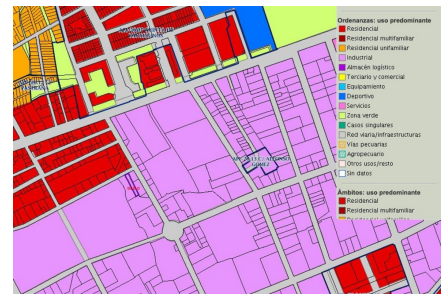 Ordenanzas: uso predominante
Residencial
Residencial multifamiliar
Residencial unifamiliar
Industrial
Almacén logístico
Terciario y comercial
Equipamiento
Deportivo
Servicios
Zona verde
Casos singulares
Red viaria/infraestructuras
Vías pecuarias
Agropecuario
Otros usos/resto
Sin datos
Ámbitos: uso predominante
Residencial
Residencial multifamiliar
GOMEZ